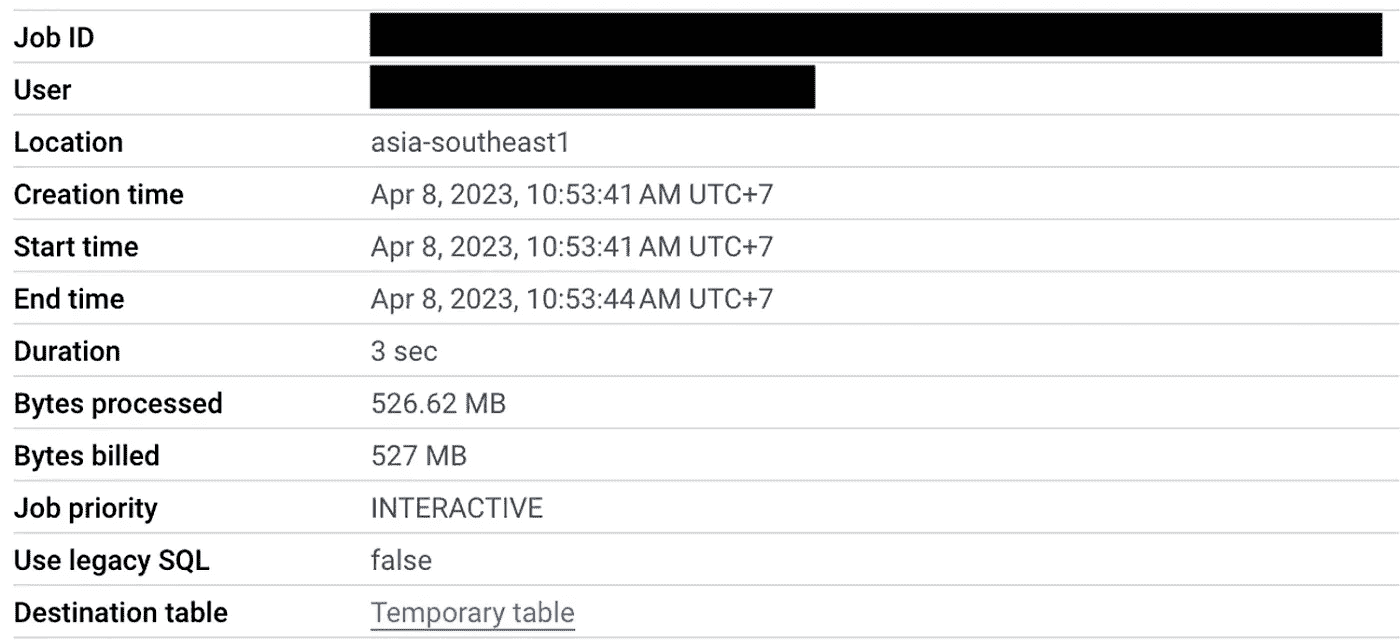 Job ID
User
Location asia-southeast1
Creation time Apr 8, 2023, 10:53:41 AM UTC+7
Start time Apr 8, 2023, 10:53:41 AM UTC+7
End time Apr 8, 2023, 10:53:44 AM UTC+7
Duration 3 sec
Bytes processed 526.62 MB
Bytes billed 527 MB
Job priority INTERACTIVE
Use legacy SQL false
Destination table Temporary table